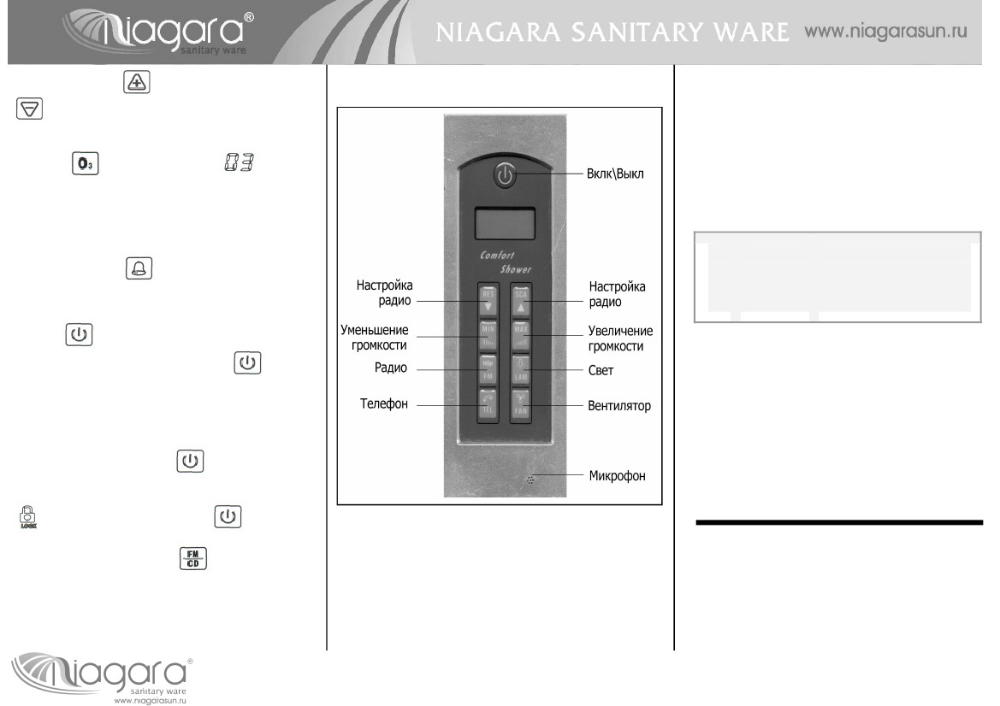 Niagara®
sanitary ware
NIAGARA SANITARY WARE www.niagarasun.ru
O3 03
Вклк\Выкл
Comfort
Shower
Настройка
радио
RES
SCA
Настройка
радио
Уменьшение
громкости
MIN
MAX
Увеличение
громкости
Радио
FM
LAM
Свет
Телефон
TEL
FAN
Вентилятор
Микрофон
LOCK
FM
CD
Niagara®
sanitary ware
www.niagarasun.ru